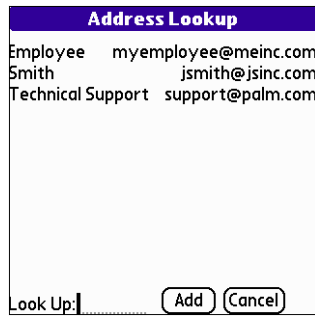 Address Lookup
Employee myemployee@meinc.com
Smith jsmith@jsinc.com
Technical Support support@palm.com
Look Up: Add Cancel